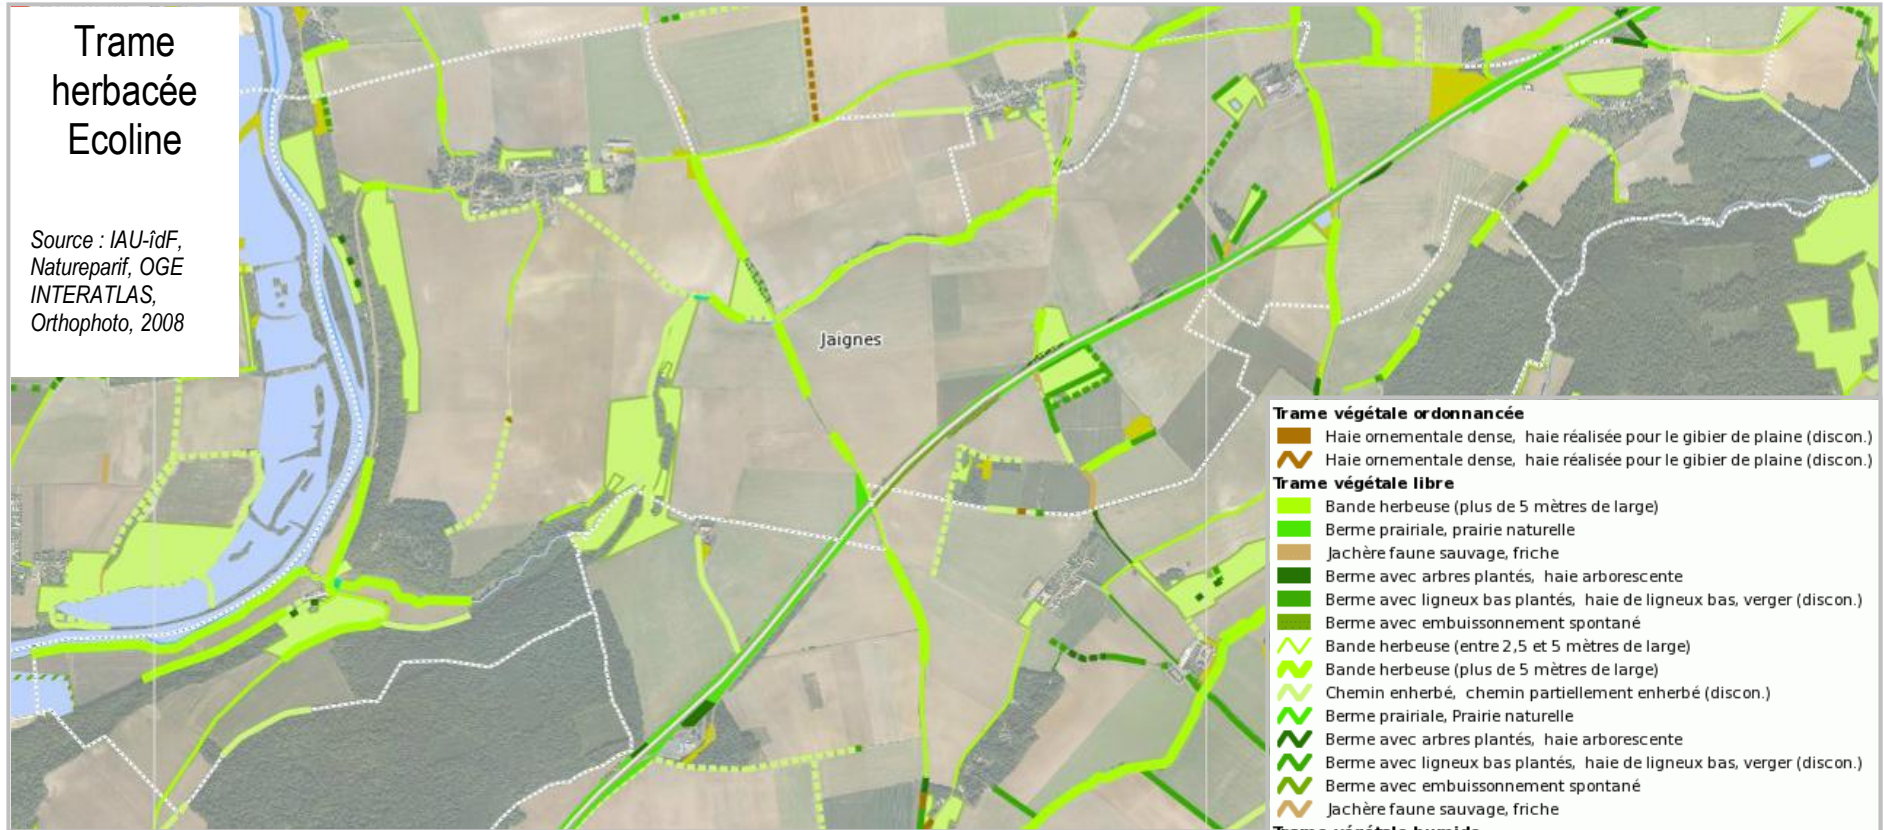 Trame
herbacée
Ecoline
Source : IAU-îdF,
Natureparif, OGE
INTERATLAS,
Orthophoto, 2008
Jaignes
Trame végétale ordonnancée
Haie ornementale dense, haie réalisée pour le gibier de plaine (discon.)
Haie ornementale dense, haie réalisée pour le gibier de plaine (discon.)
Trame végétale libre
Bande herbeuse (plus de 5 mètres de large)
Berme prairiale, prairie naturelle
Jachère faune sauvage, friche
Berme avec arbres plantés, haie arborescente
Berme avec ligneux bas plantés, haie de ligneux bas, verger (discon.)
Berme avec embuissonnement spontané
Bande herbeuse (entre 2,5 et 5 mètres de large)
Bande herbeuse (plus de 5 mètres de large)
Chemin enherbé, chemin partiellement enherbé (discon.)
Berme prairiale, Prairie naturelle
Berme avec arbres plantés, haie arborescente
Berme avec ligneux bas plantés, haie de ligneux bas, verger (discon.)
Berme avec embuissonnement spontané
Jachère faune sauvage, friche
Trame végétale humide